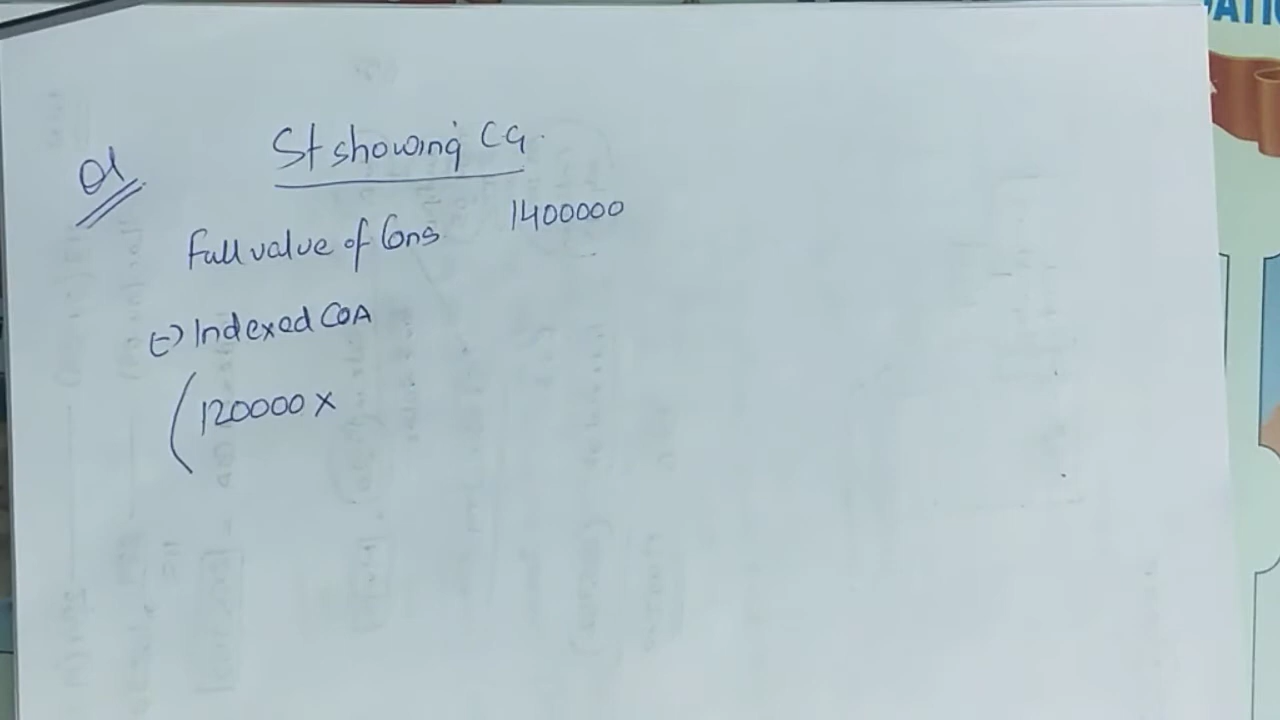 Q1
St showing CG.
Full value of Cons. 1400000
(-) Indexed COA
(120000 x